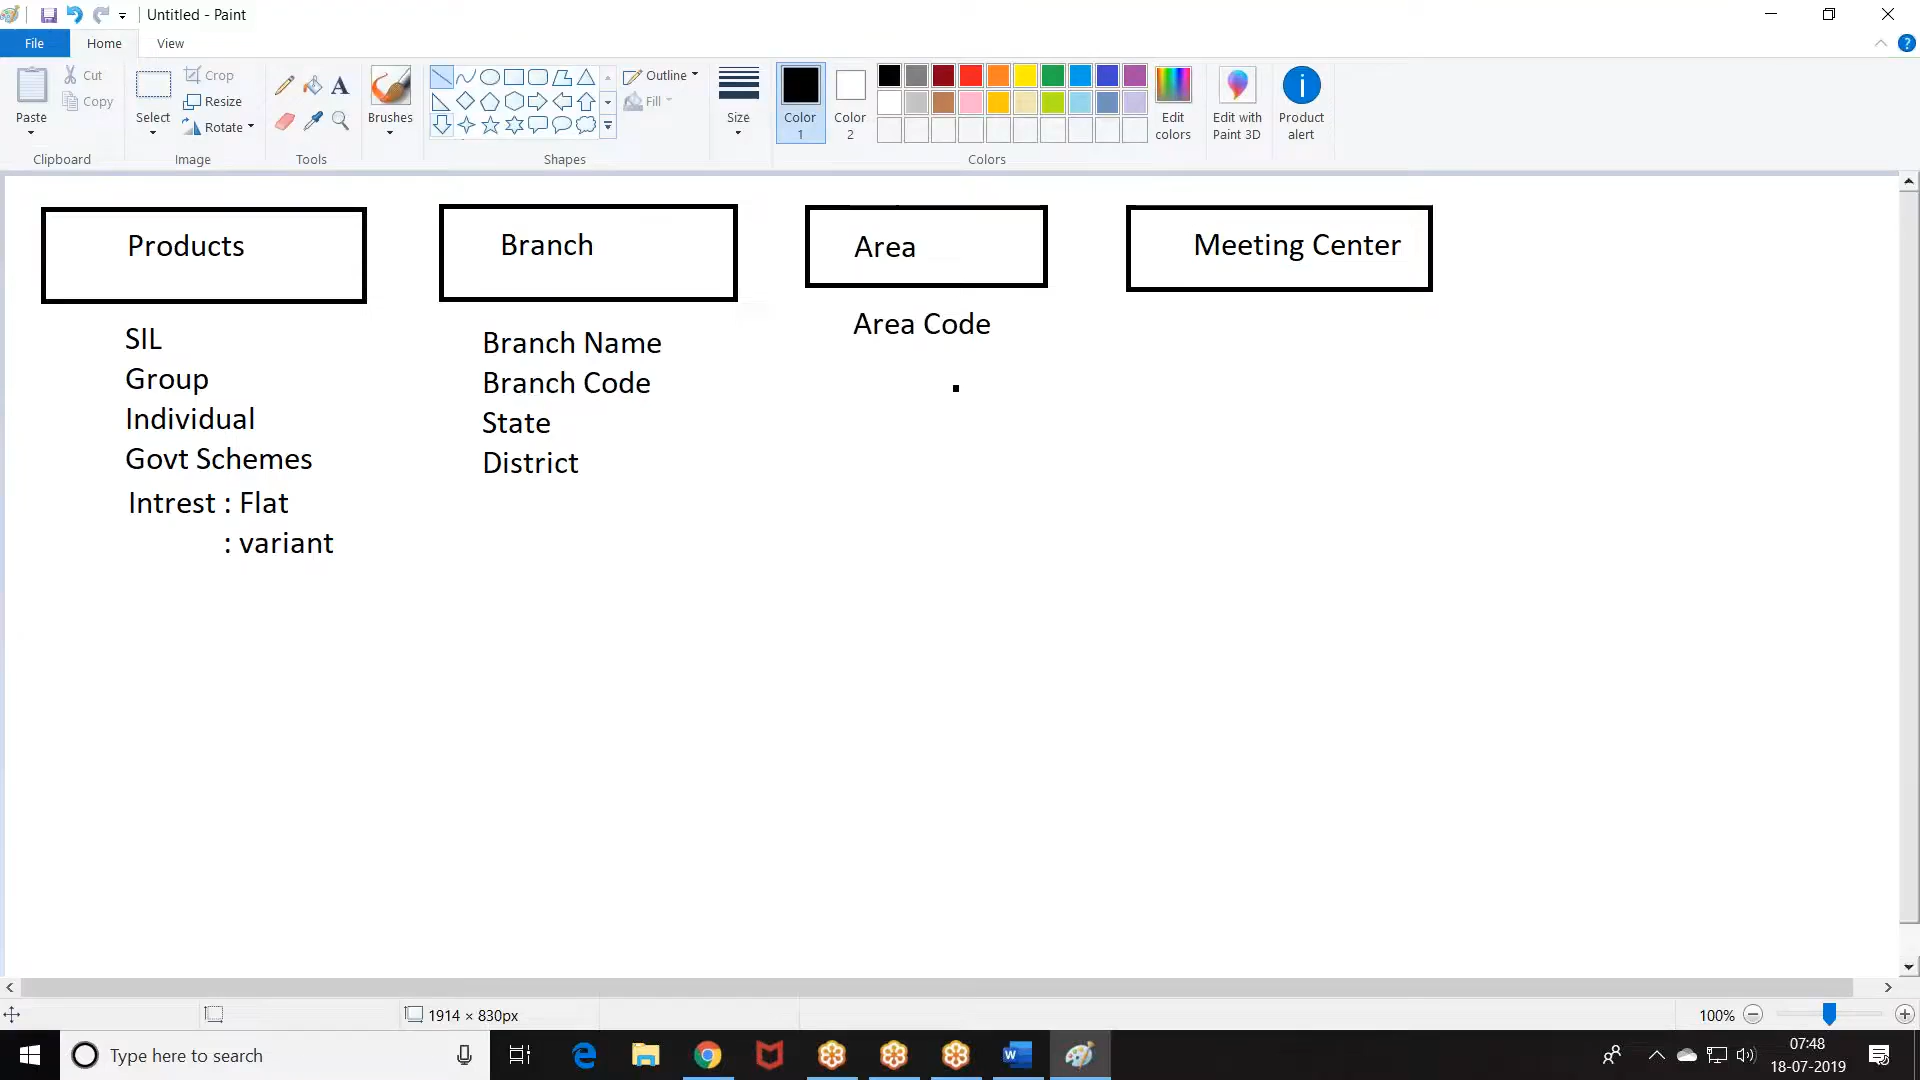 Untitled - Paint
File
Home
View
Paste
Cut
Copy
Clipboard
Select
Crop
Resize
Rotate
Image
A
Tools
Brushes
Shapes
Outline
Fill
Size
Color
1
Color
2
Colors
Edit
colors
Edit with
Paint 3D
Product
alert
Products
SIL
Group
Individual
Govt Schemes
Intrest : Flat
: variant
Branch
Branch Name
Branch Code
State
District
Area
Area Code
Meeting Center
1914 × 830px
100%
Type here to search
07:48
18-07-2019